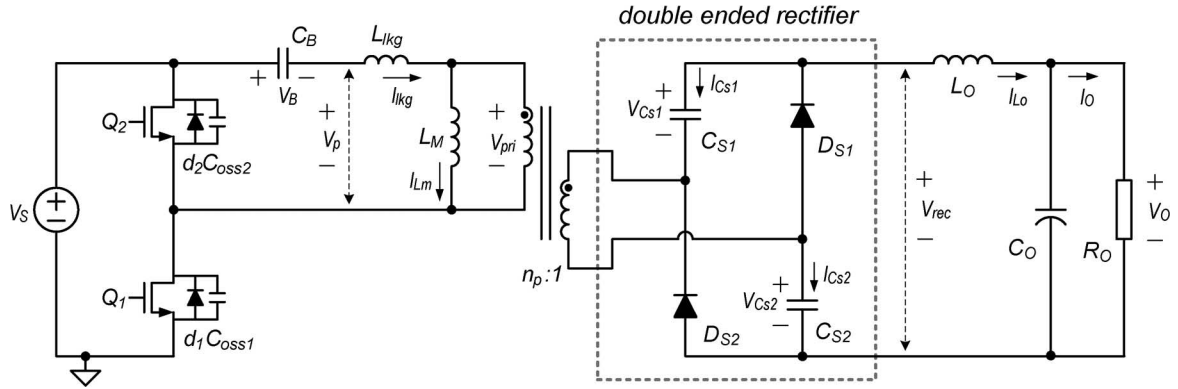 double ended rectifier
C_B
L_lkg
+ V_B −
I_lkg
Q_2
d_2C_oss2
+
V_p
−
L_M
I_Lm
+
V_pri
−
V_S
+
−
Q_1
d_1C_oss1
n_p:1
I_Cs1
+
V_Cs1
−
C_S1
D_S1
I_Cs2
+
V_Cs2
−
C_S2
D_S2
+
V_rec
−
L_O
I_Lo
I_O
C_O
R_O
+
V_O
−